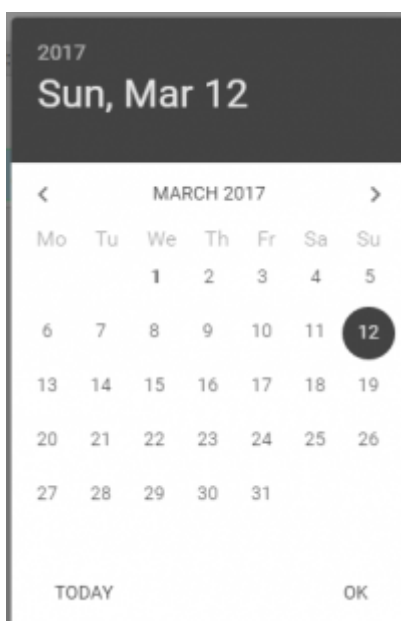 2017
Sun, Mar 12
MARCH 2017
Mo Tu We Th Fr Sa Su
1 2 3 4 5
6 7 8 9 10 11 12
13 14 15 16 17 18 19
20 21 22 23 24 25 26
27 28 29 30 31
TODAY OK